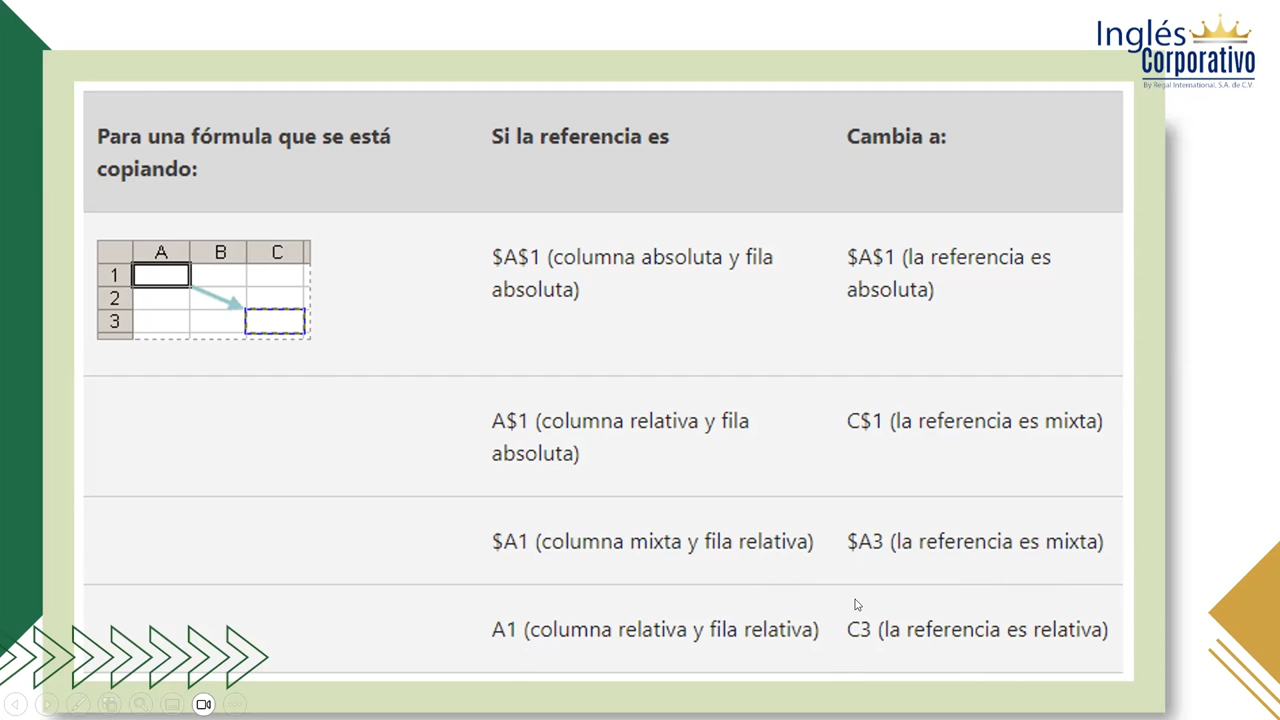 Inglés
Corporativo
By Regal International, S.A. de C.V.
Para una fórmula que se está
copiando:
Si la referencia es
Cambia a:
A B C
1
2
3
$A$1 (columna absoluta y fila
absoluta)
$A$1 (la referencia es
absoluta)
A$1 (columna relativa y fila
absoluta)
C$1 (la referencia es mixta)
$A1 (columna mixta y fila relativa)
$A3 (la referencia es mixta)
A1 (columna relativa y fila relativa)
C3 (la referencia es relativa)